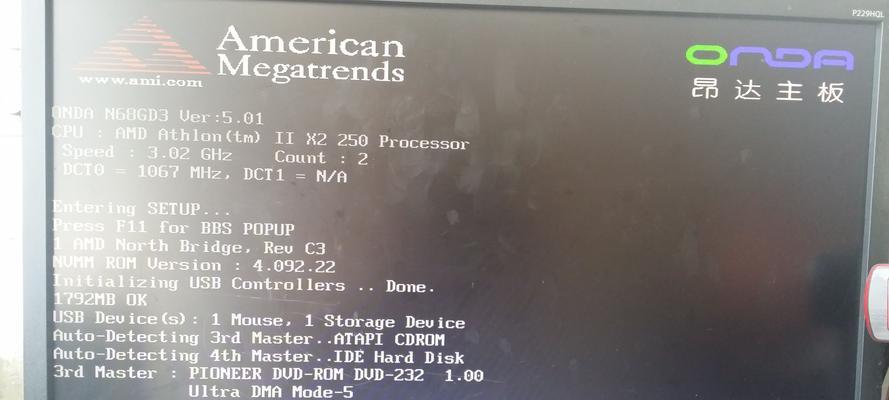 P229HQL
American
Megatrends
www.ami.com
ONDA
昂达主板
ONDA N68GD3 Ver:5.01
CPU : AMD Athlon(tm) II X2 250 Processor
Speed : 3.02 GHz Count : 2
DCT0 = 1067 MHz, DCT1 = N/A
Entering SETUP...
Press F11 for BBS POPUP
1 AMD North Bridge, Rev C3
NVMM ROM Version : 4.092.22
Initializing USB Controllers .. Done.
1792MB OK
USB Device(s): 1 Mouse, 1 Storage Device
Auto-Detecting 3rd Master..ATAPI CDROM
Auto-Detecting 4th Master..IDE Hard Disk
3rd Master : PIONEER DVD-ROM DVD-232 1.00
Ultra DMA Mode-5